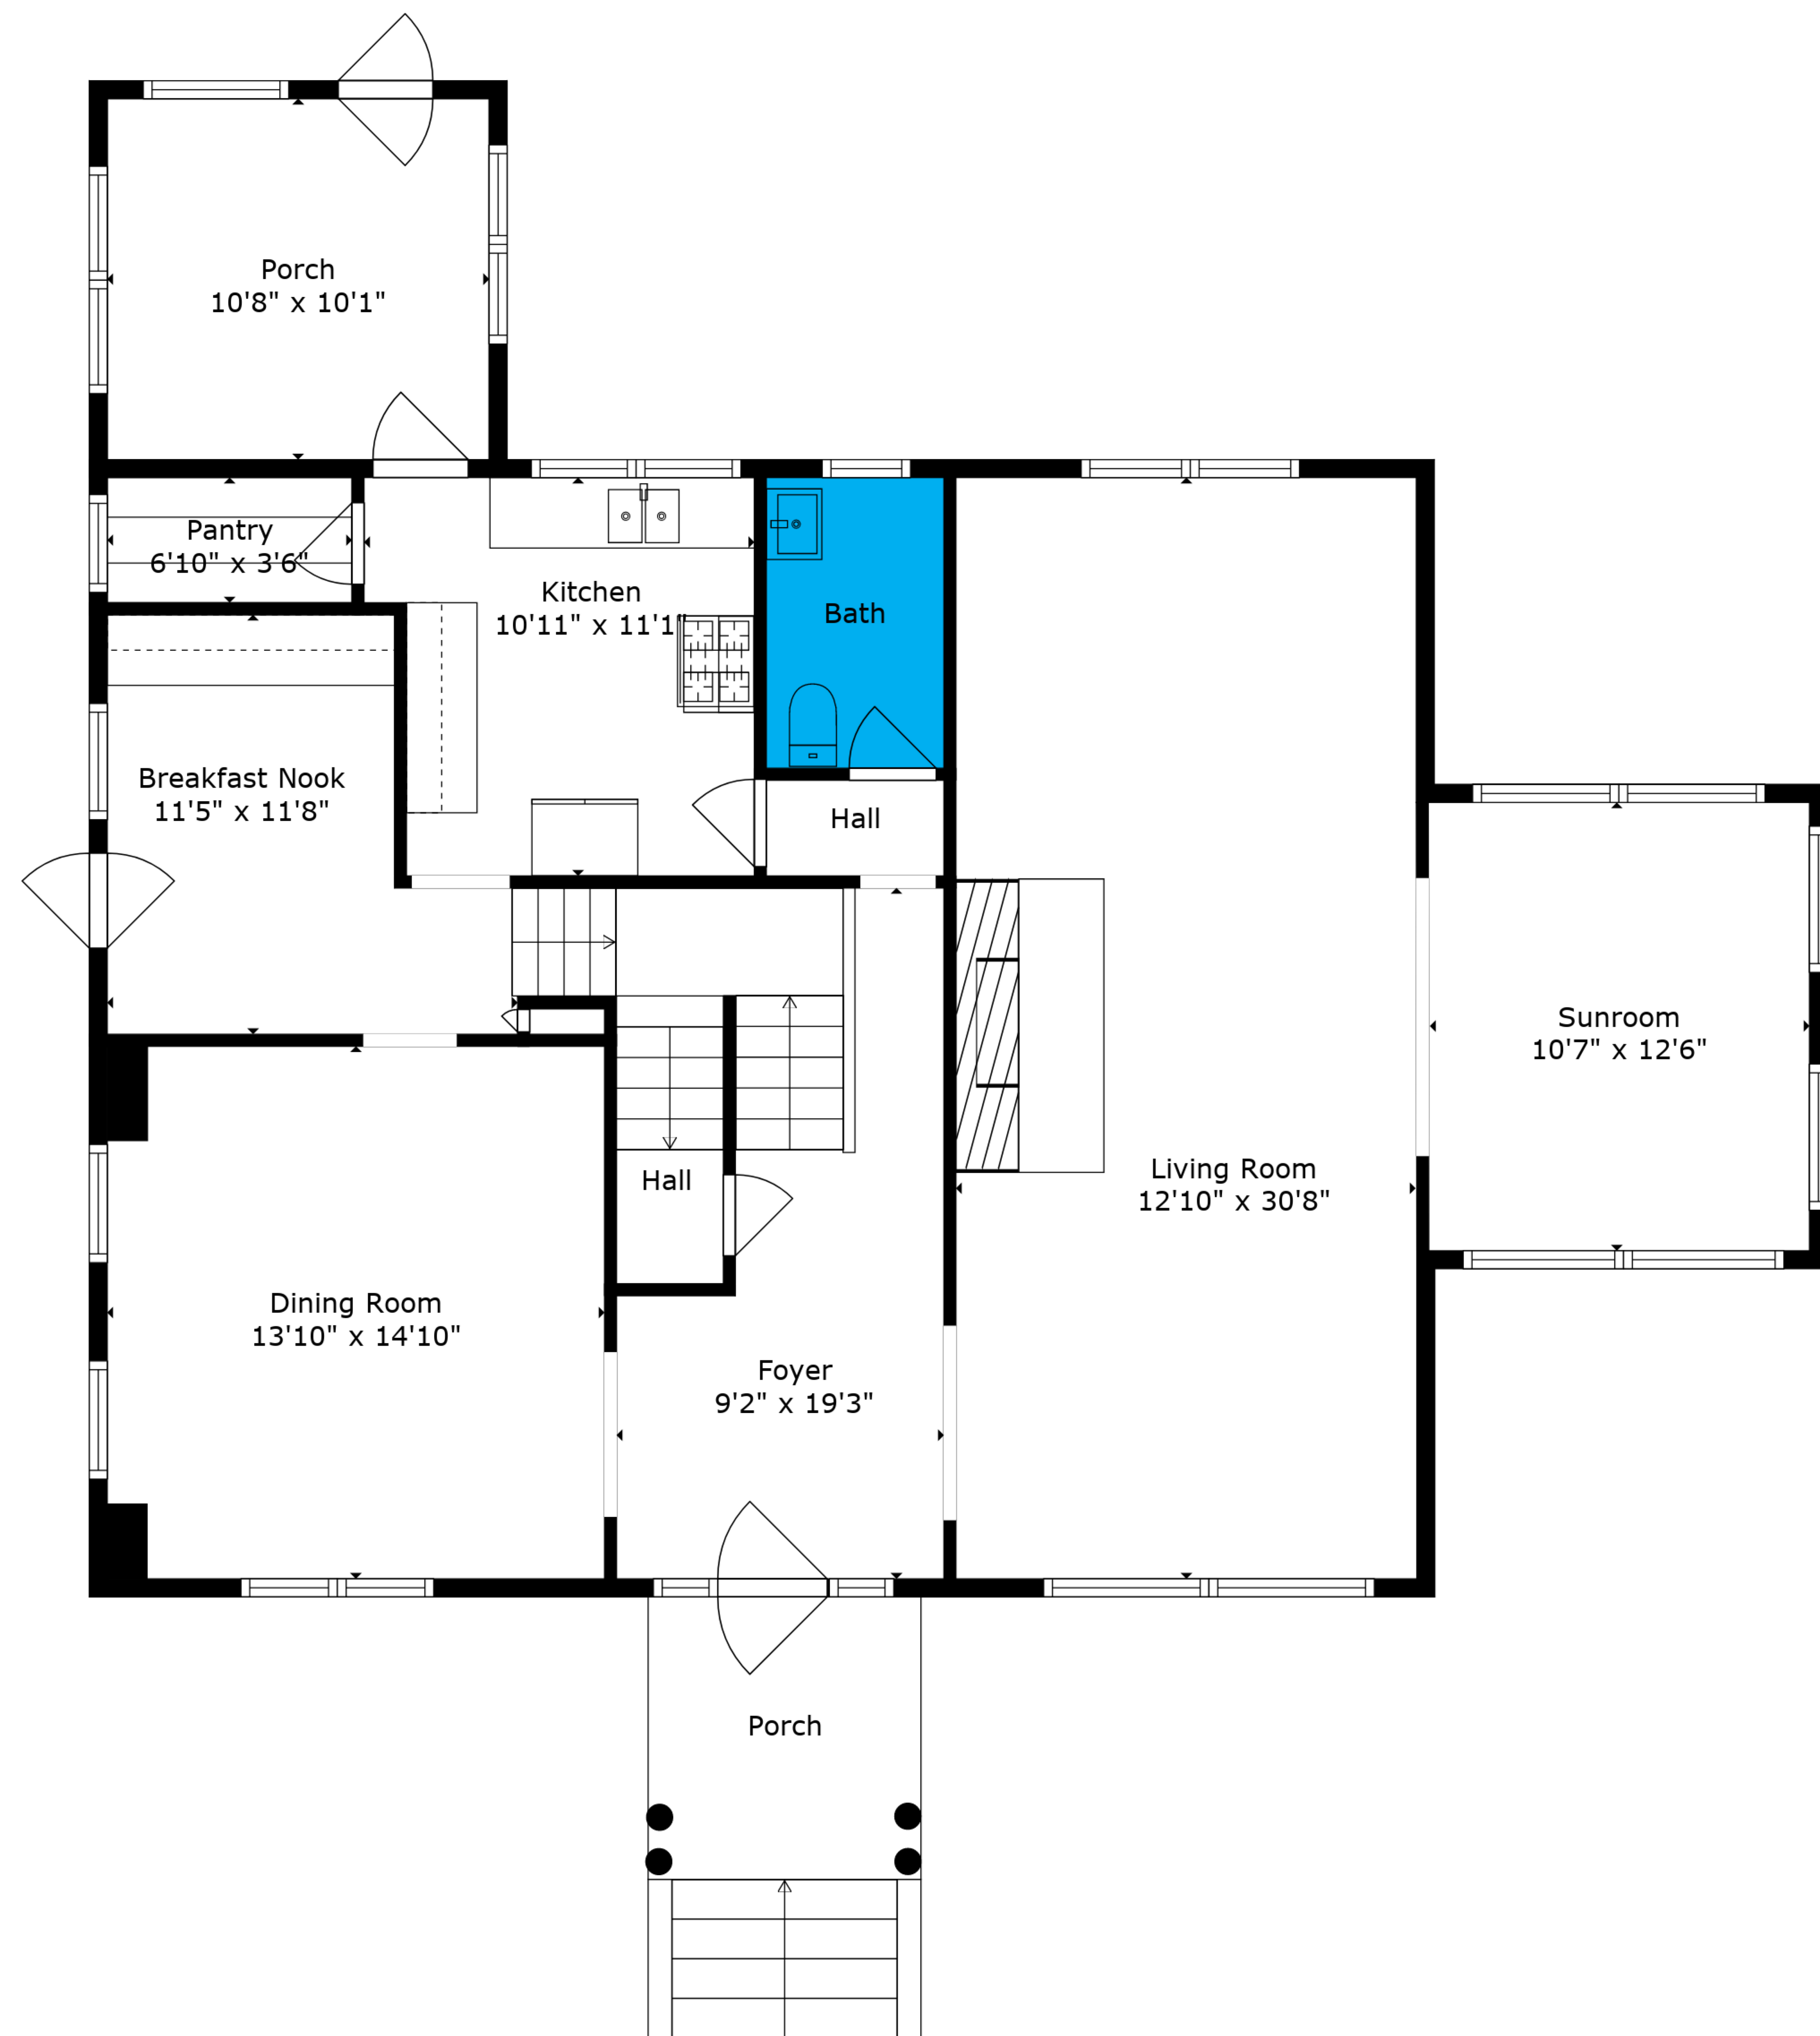 Porch
10'8" x 10'1"
Pantry
6'10" x 3'6"
Kitchen
10'11" x 11'1"
Bath
Breakfast Nook
11'5" x 11'8"
Hall
Sunroom
10'7" x 12'6"
Living Room
12'10" x 30'8"
Hall
Dining Room
13'10" x 14'10"
Foyer
9'2" x 19'3"
Porch